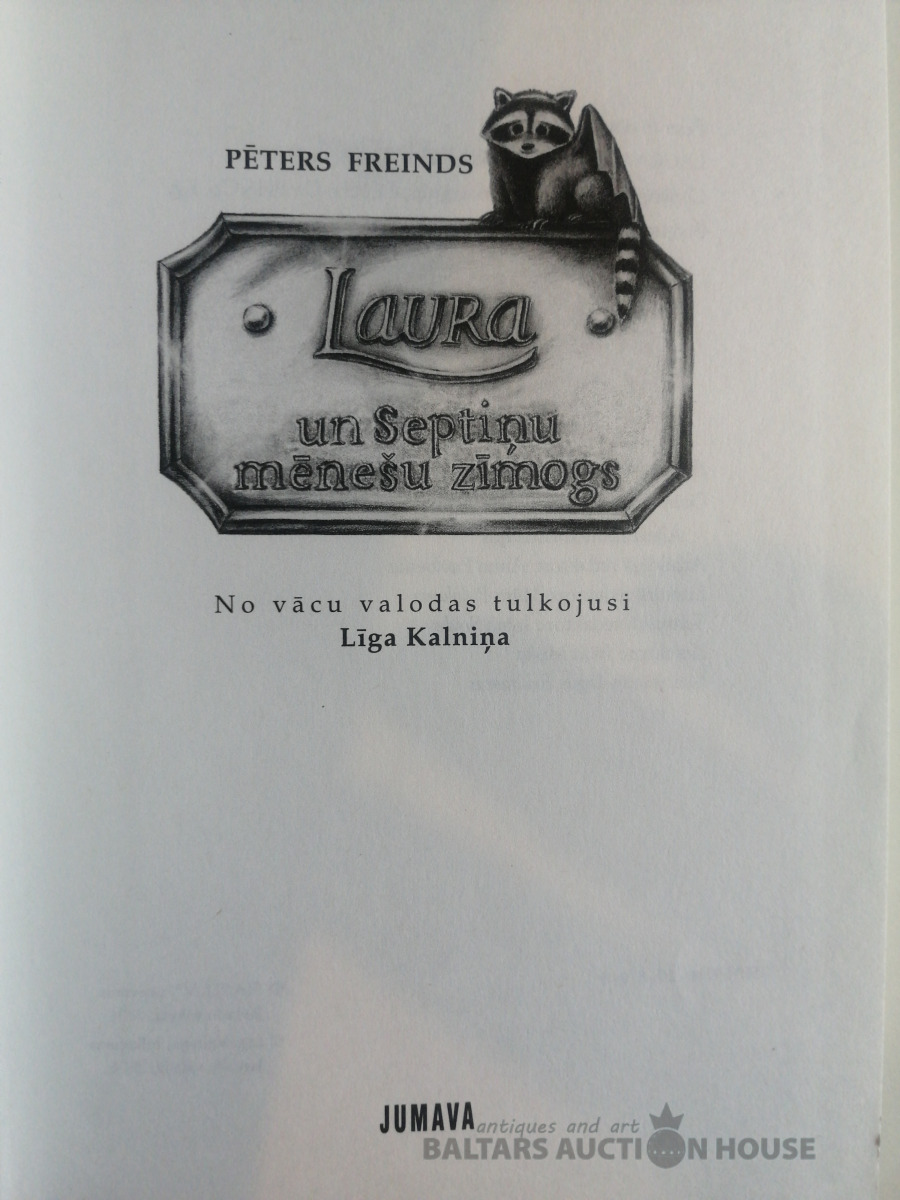 PĒTERS FREINDS
Laura
un Septiņu
mēnešu zīmogs
No vācu valodas tulkojusi
Līga Kalniņa
JUMAVA
antiques and art
BALTARS AUCTION HOUSE